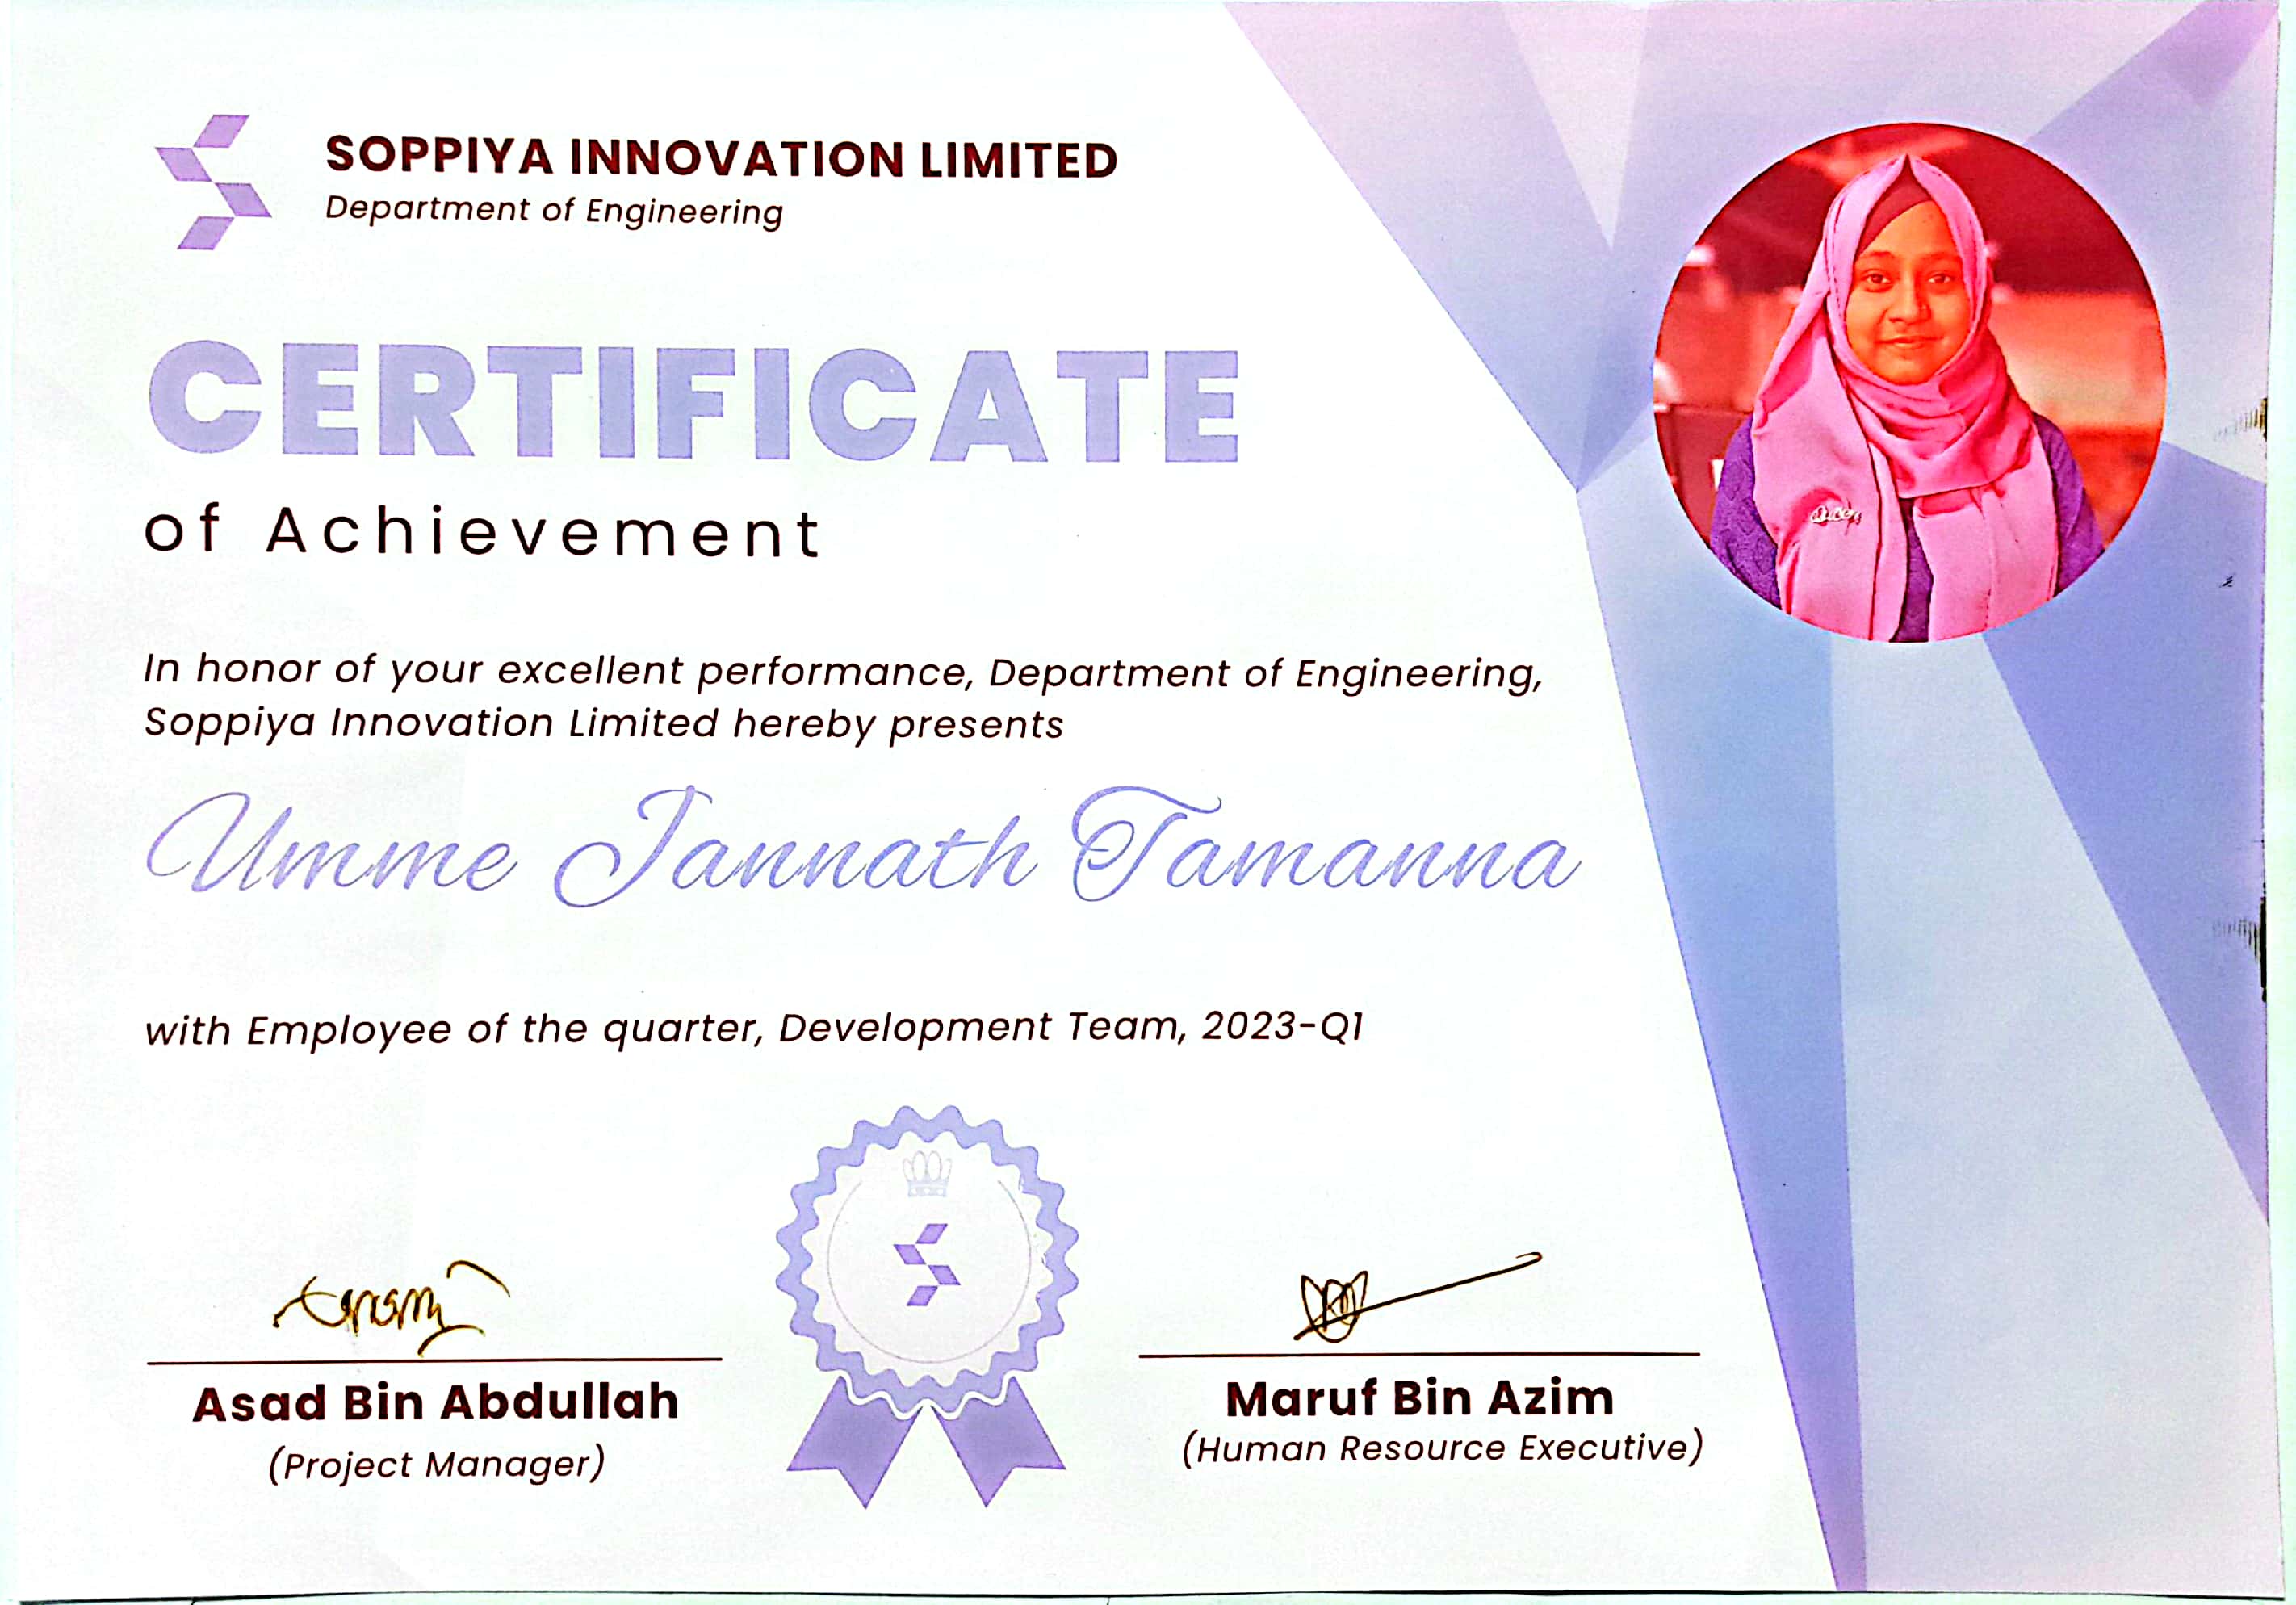 SOPPIYA INNOVATION LIMITED
Department of Engineering
CERTIFICATE
of Achievement
In honor of your excellent performance, Department of Engineering,
Soppiya Innovation Limited hereby presents
Umme Jannath Tamanna
with Employee of the quarter, Development Team, 2023-Q1
Asad Bin Abdullah
(Project Manager)
Maruf Bin Azim
(Human Resource Executive)